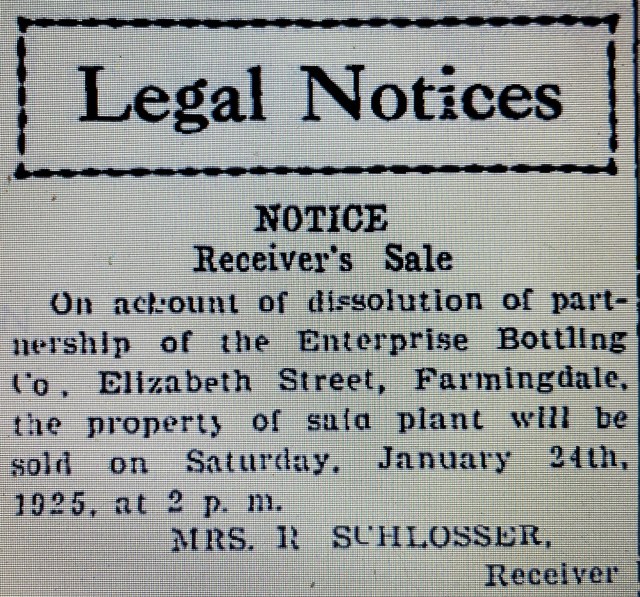 Legal Notices
NOTICE
Receiver's Sale
On account of dissolution of part-
nership of the Enterprise Bottling
Co., Elizabeth Street, Farmingdale,
the property of said plant will be
sold on Saturday, January 24th,
1925, at 2 p. m.
MRS. R SCHLOSSER,
Receiver